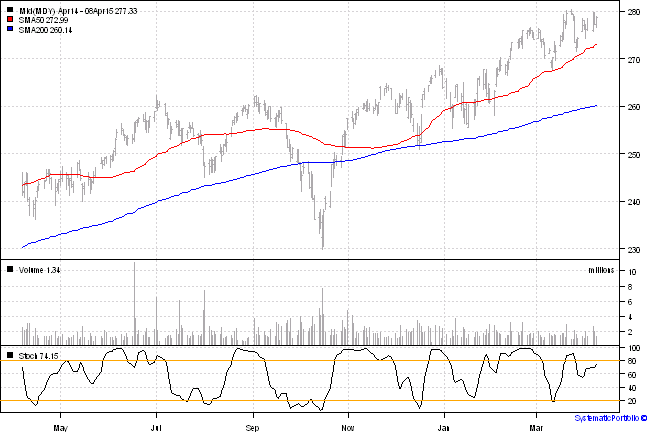 Mid(MDY) Apr14 - 08Apr15 277.33
SMA50 272.99
SMA200 260.14
280
270
260
250
240
230
Volume 1.34
millions
10
8
6
4
2
Stoch 74.15
100
80
60
40
20
May Jul Sep Nov Jan Mar
SystematicPortfolio ©